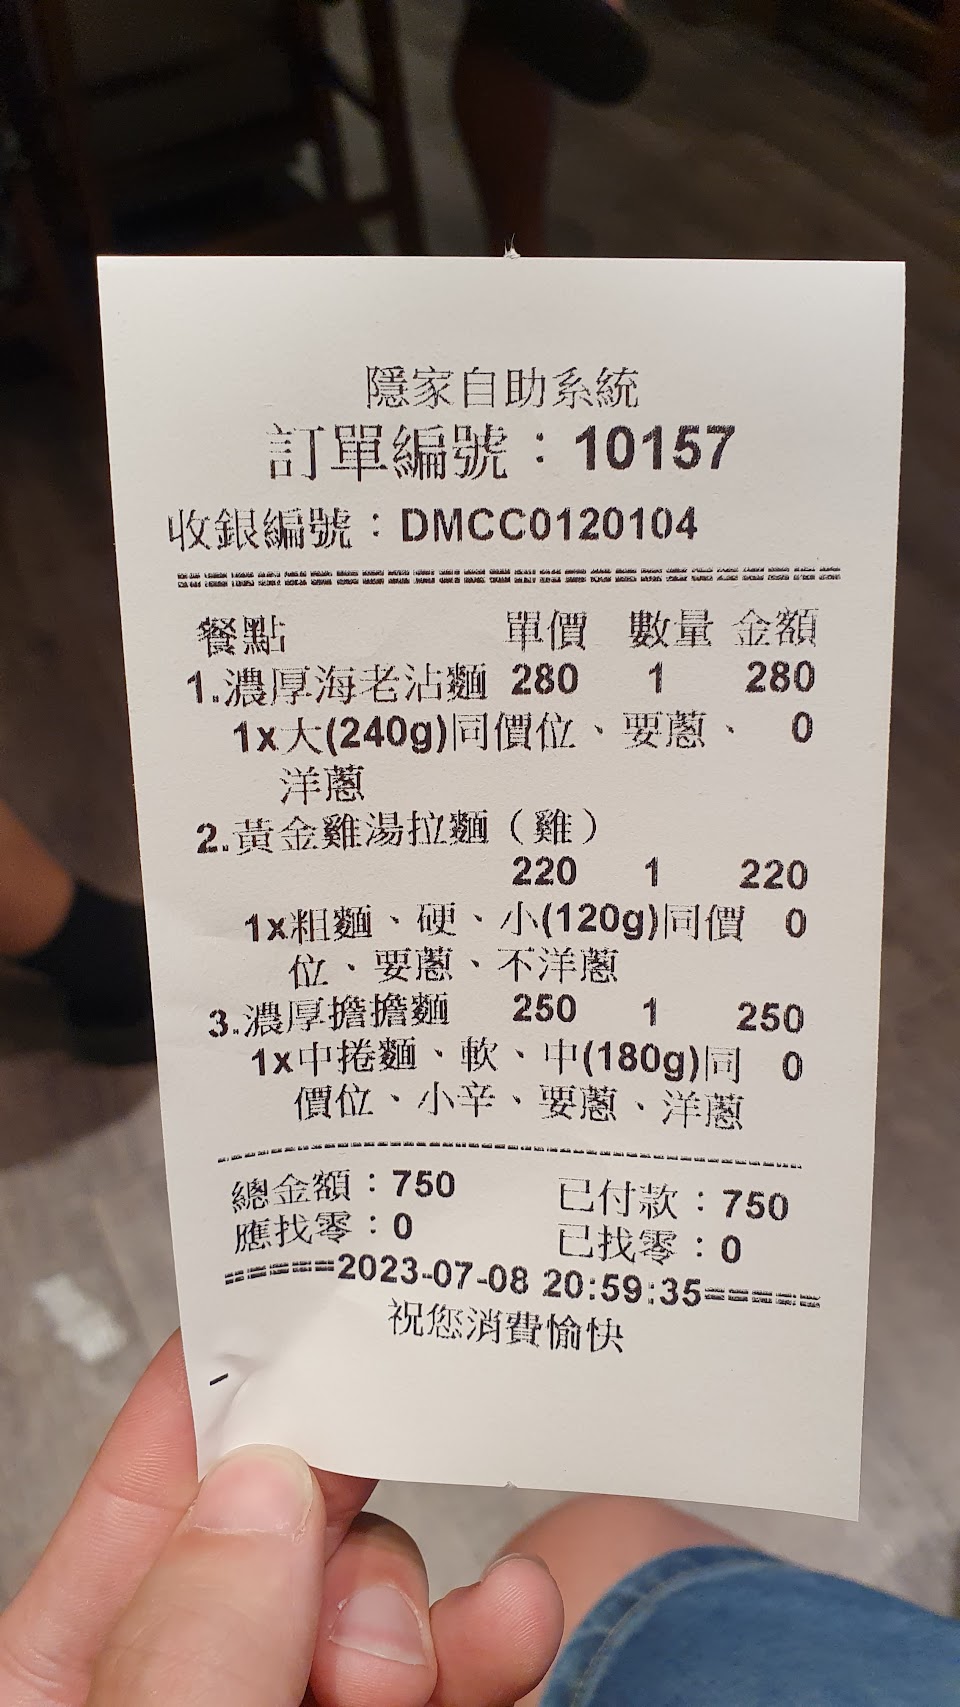 隱家自助系統
訂單編號：10157
收銀編號：DMCC0120104
餐點 單價 數量 金額
1.濃厚海老沾麵 280 1 280
1x大(240g)同價位、要蔥、 0
洋蔥
2.黃金雞湯拉麵（雞）
220 1 220
1x粗麵、硬、小(120g)同價 0
位、要蔥、不洋蔥
3.濃厚擔擔麵 250 1 250
1x中捲麵、軟、中(180g)同 0
價位、小辛、要蔥、洋蔥
總金額：750 已付款：750
應找零：0 已找零：0
=====2023-07-08 20:59:35=====
祝您消費愉快